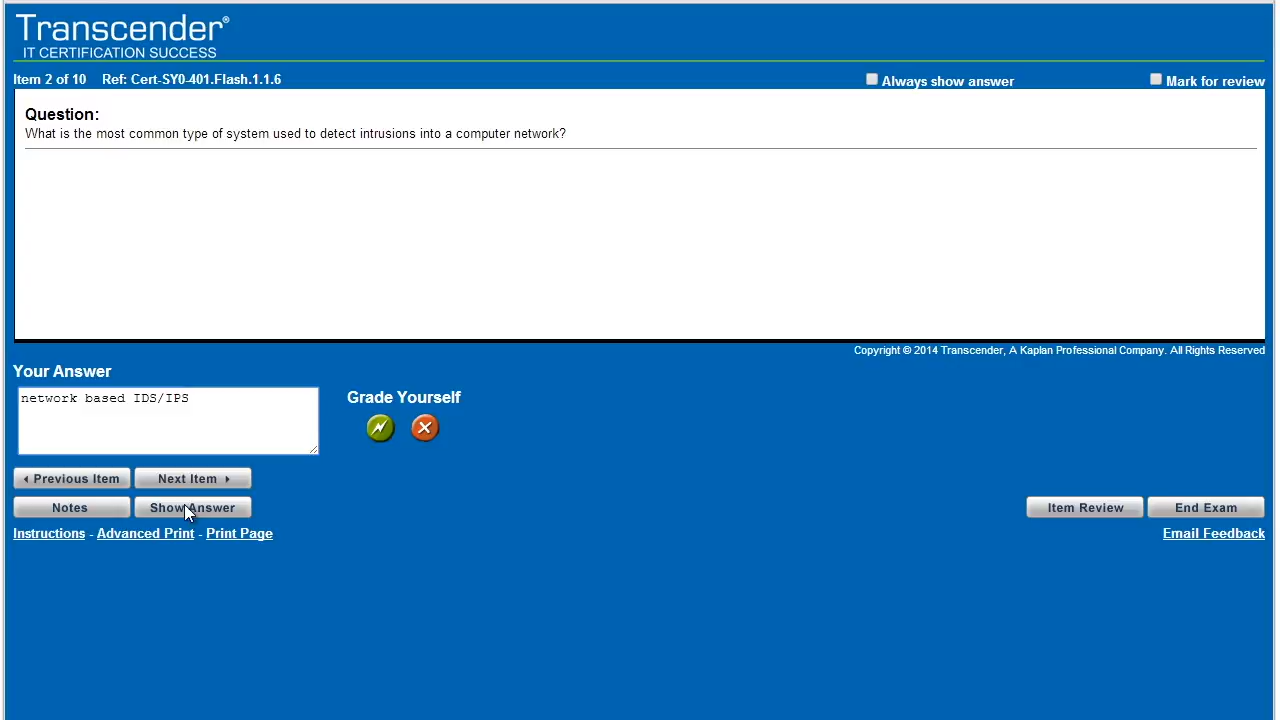 Transcender®
IT CERTIFICATION SUCCESS
Item 2 of 10 Ref: Cert-SY0-401.Flash.1.1.6 Always show answer Mark for review
Question:
What is the most common type of system used to detect intrusions into a computer network?
Copyright © 2014 Transcender, A Kaplan Professional Company. All Rights Reserved
Your Answer
network based IDS/IPS
Grade Yourself
Previous Item Next Item
Notes Show Answer Item Review End Exam
Instructions - Advanced Print - Print Page Email Feedback